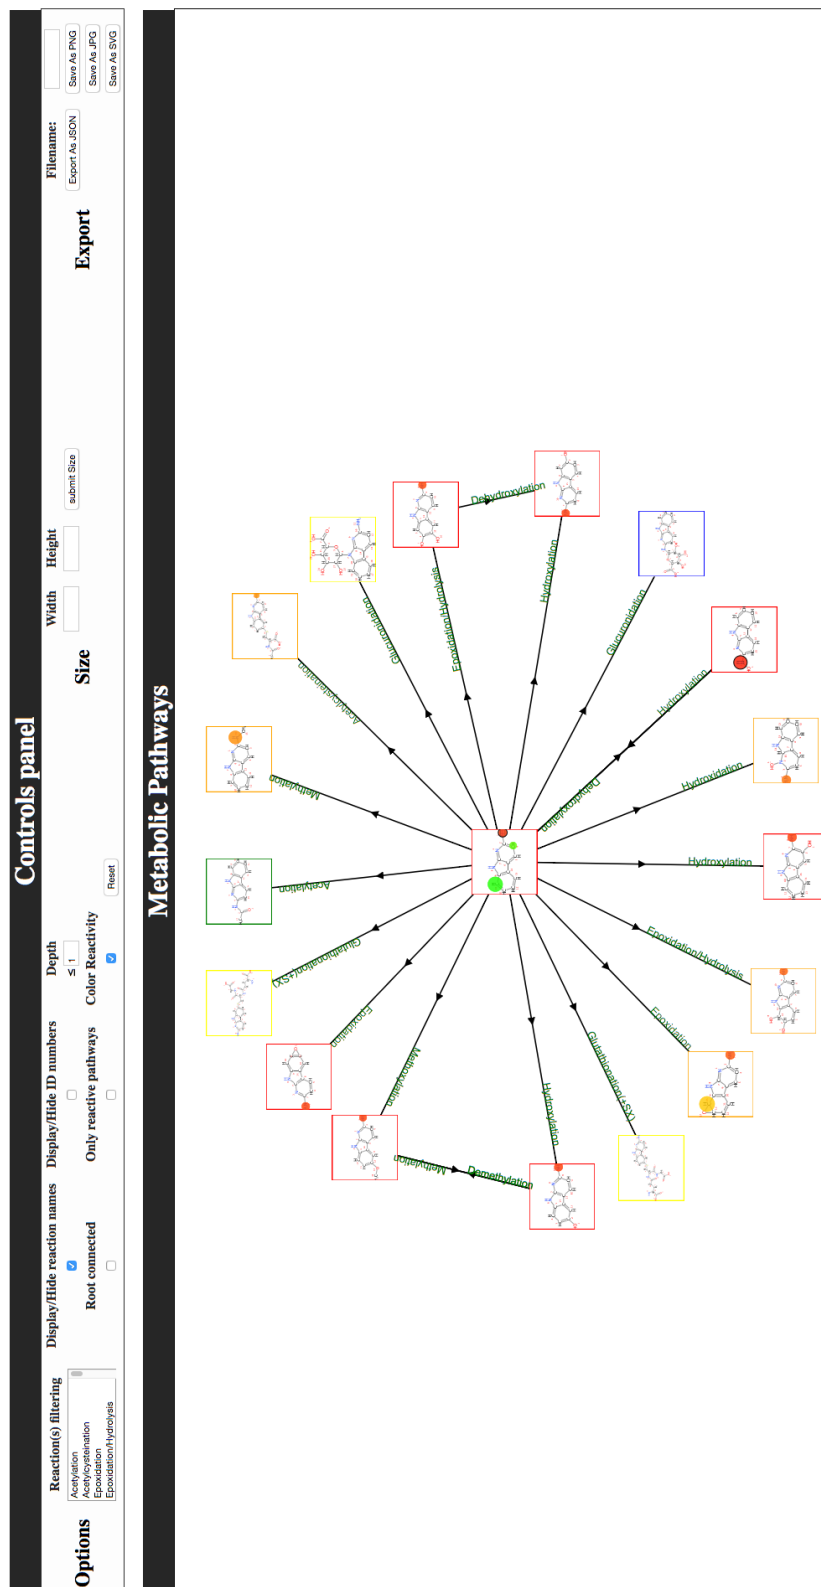 Controls panel
Options
Reaction(s) filtering
Acetylation
Acetylcysteination
Epoxidation
Epoxidation/Hydrolysis
Display/Hide reaction names
Root connected
Display/Hide ID numbers
Only reactive pathways
Depth
≤ 1
Color Reactivity
Reset
Size
Width
Height
submit Size
Export
Filename:
Export As JSON
Save As PNG
Save As JPG
Save As SVG
Metabolic Pathways
Methylation
Demethylation
Methoxylation
Epoxidation
Glutathionation(+SX)
Acetylation
Methylation
Acetylcysteination
Glucuronidation
Epoxidation/Hydrolysis
Dehydroxylation
Hydroxylation
Glucuronidation
Hydroxylation
Dehydroxylation
Hydroxidation
Hydroxylation
Epoxidation/Hydrolysis
Epoxidation
Glutathionation(+SX)
Hydroxylation